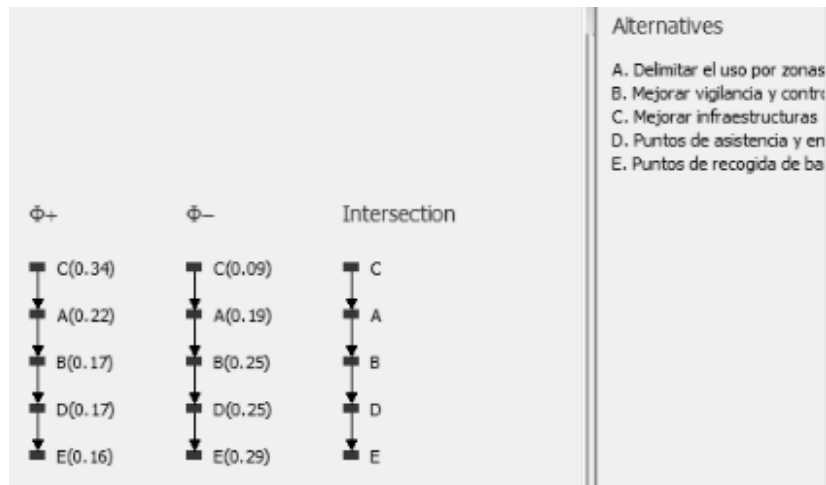 Alternatives
A. Delimitar el uso por zonas
B. Mejorar vigilancia y contro
C. Mejorar infraestructuras
D. Puntos de asistencia y en
E. Puntos de recogida de ba
Φ+ Φ− Intersection
C(0.34) C(0.09) C
A(0.22) A(0.19) A
B(0.17) B(0.25) B
D(0.17) D(0.25) D
E(0.16) E(0.29) E